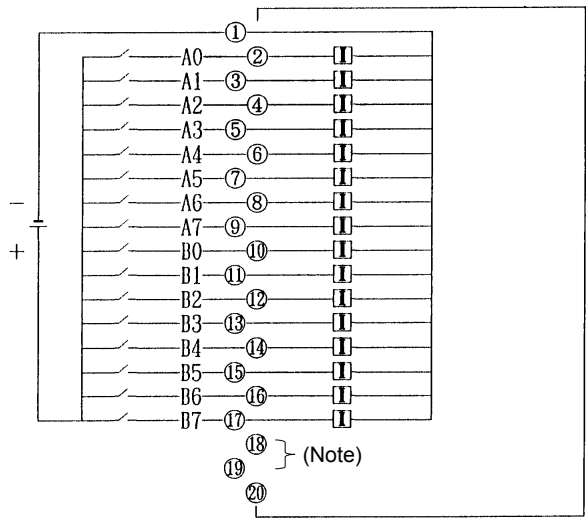 ①
A0 ②
A1 ③
A2 ④
A3 ⑤
A4 ⑥
A5 ⑦
A6 ⑧
− A7 ⑨
+ B0 ⑩
B1 ⑪
B2 ⑫
B3 ⑬
B4 ⑭
B5 ⑮
B6 ⑯
B7 ⑰
⑱
(Note)
⑲
⑳